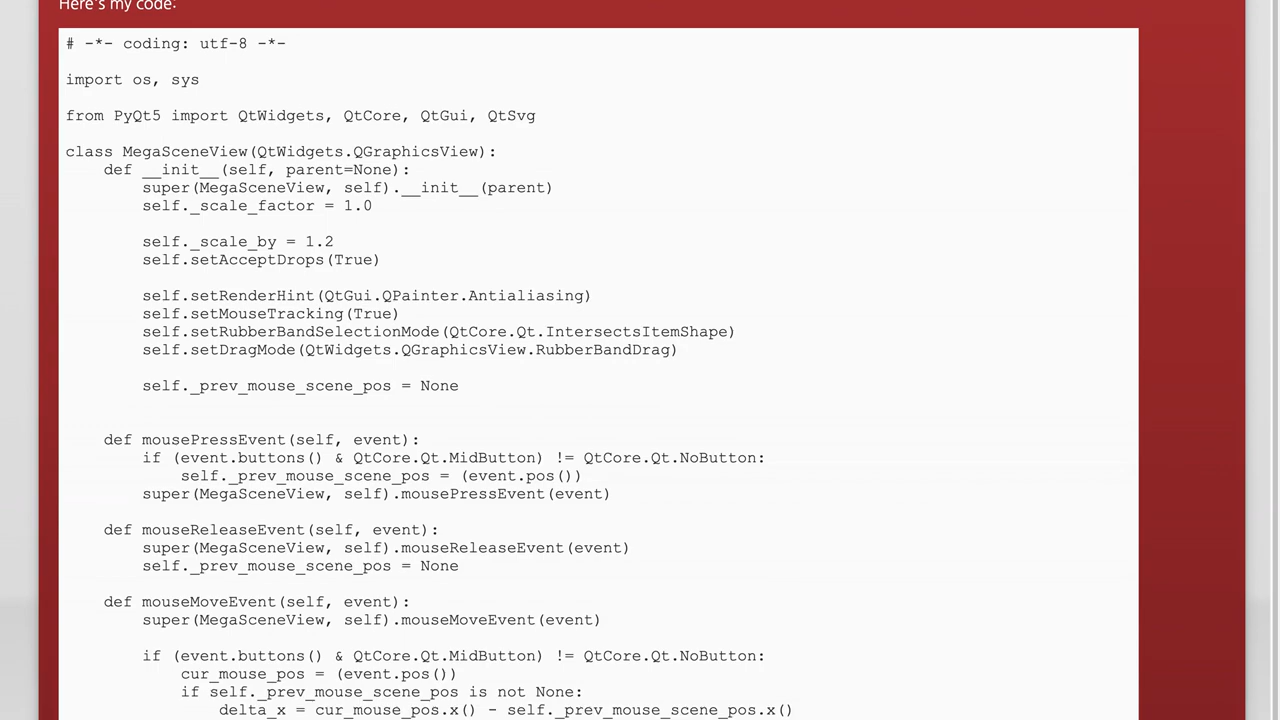 Here's my code:
# -*- coding: utf-8 -*-
import os, sys
from PyQt5 import QtWidgets, QtCore, QtGui, QtSvg
class MegaSceneView(QtWidgets.QGraphicsView):
    def __init__(self, parent=None):
        super(MegaSceneView, self).__init__(parent)
        self._scale_factor = 1.0
        self._scale_by = 1.2
        self.setAcceptDrops(True)
        self.setRenderHint(QtGui.QPainter.Antialiasing)
        self.setMouseTracking(True)
        self.setRubberBandSelectionMode(QtCore.Qt.IntersectsItemShape)
        self.setDragMode(QtWidgets.QGraphicsView.RubberBandDrag)
        self._prev_mouse_scene_pos = None
    def mousePressEvent(self, event):
        if (event.buttons() & QtCore.Qt.MidButton) != QtCore.Qt.NoButton:
            self._prev_mouse_scene_pos = (event.pos())
        super(MegaSceneView, self).mousePressEvent(event)
    def mouseReleaseEvent(self, event):
        super(MegaSceneView, self).mouseReleaseEvent(event)
        self._prev_mouse_scene_pos = None
    def mouseMoveEvent(self, event):
        super(MegaSceneView, self).mouseMoveEvent(event)
        if (event.buttons() & QtCore.Qt.MidButton) != QtCore.Qt.NoButton:
            cur_mouse_pos = (event.pos())
            if self._prev_mouse_scene_pos is not None:
                delta_x = cur_mouse_pos.x() - self._prev_mouse_scene_pos.x()